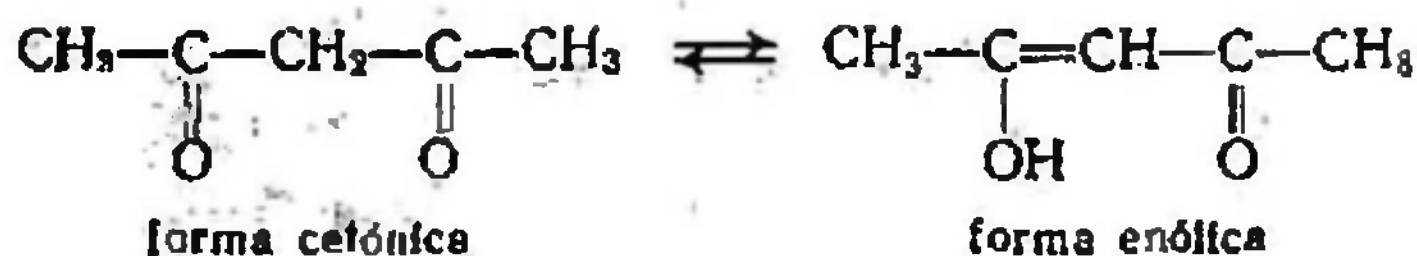 CH₃—C—CH₂—C—CH₃ ⇌ CH₃—C=CH—C—CH₃
O O OH O
forma cetónica forma enólica